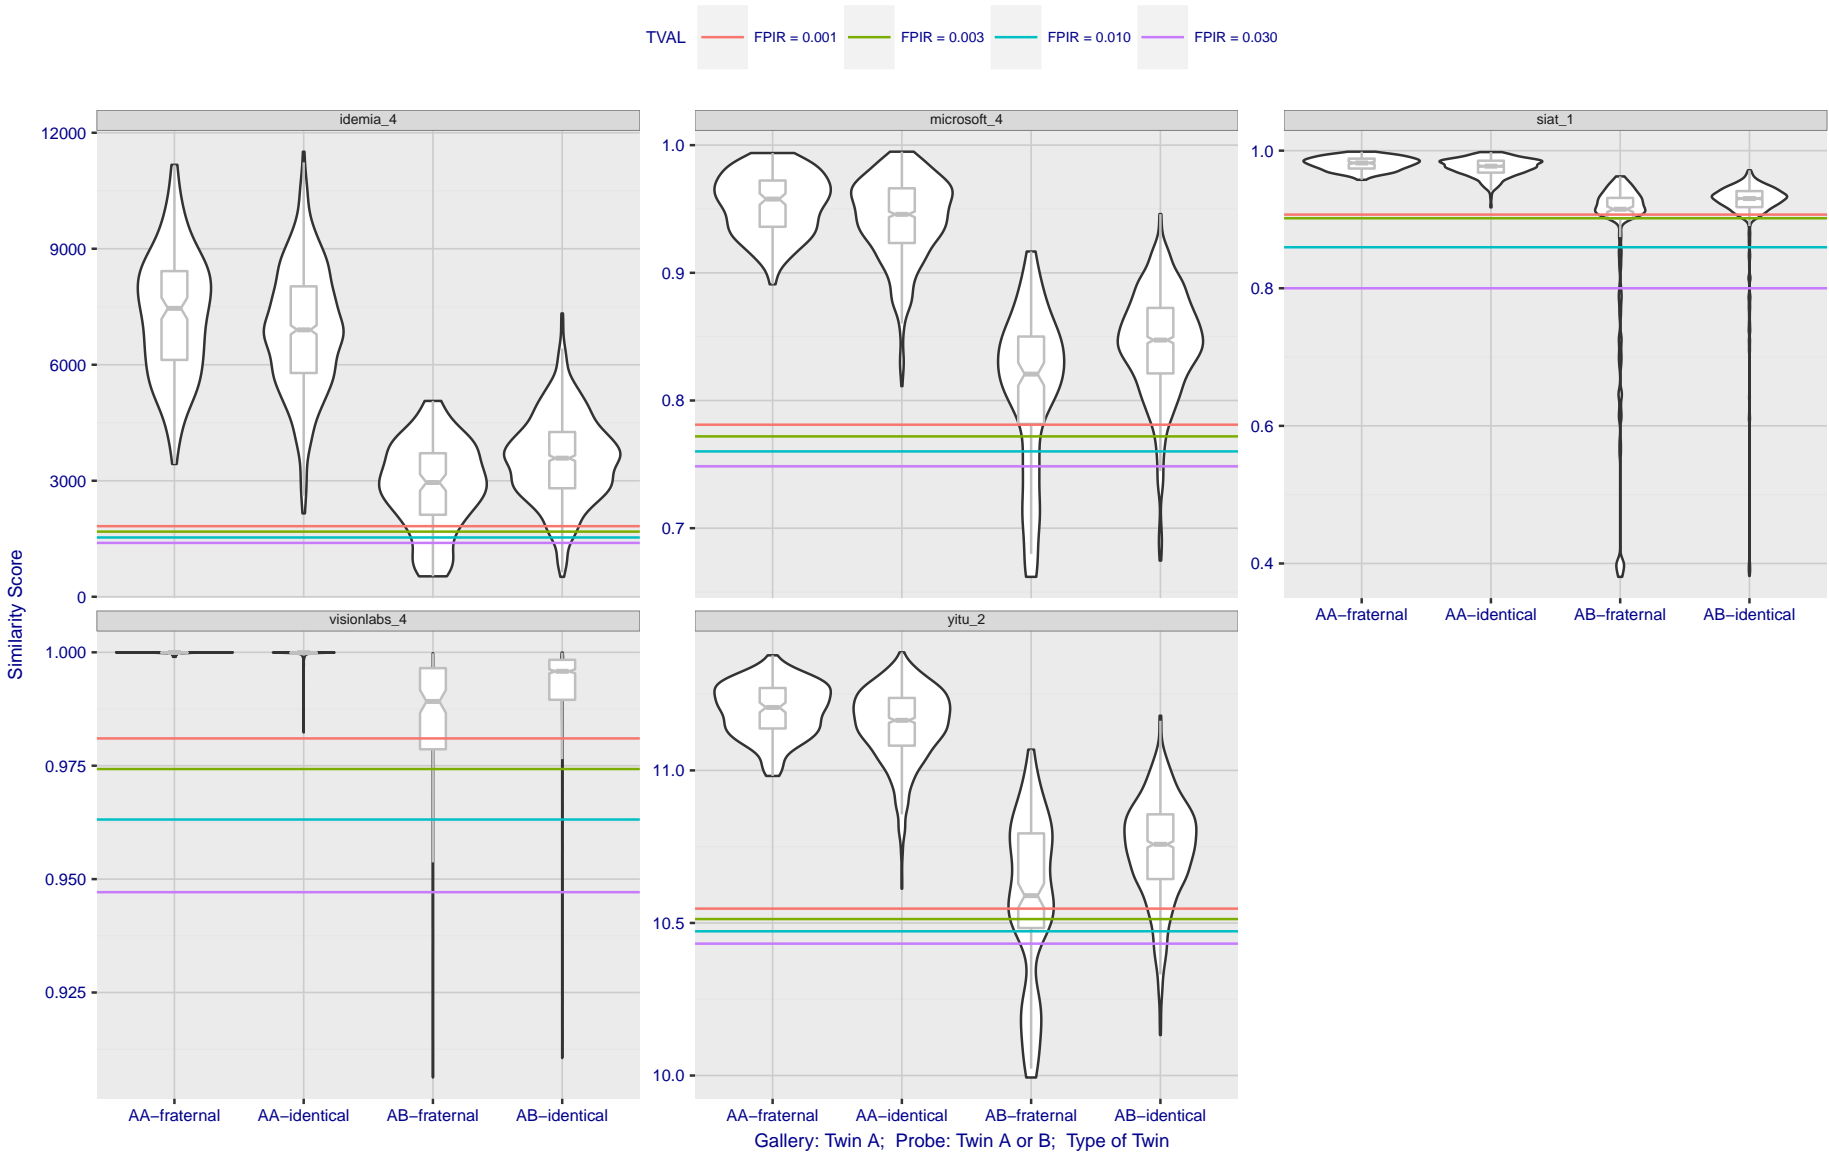 TVAL FPIR = 0.001 FPIR = 0.003 FPIR = 0.010 FPIR = 0.030
idemia_4
microsoft_4
siat_1
12000
9000
6000
3000
0
1.0
0.9
0.8
0.7
1.0
0.8
0.6
0.4
AA−fraternal AA−identical AB−fraternal AB−identical
Similarity Score
visionlabs_4
yitu_2
1.000
0.975
0.950
0.925
11.0
10.5
10.0
AA−fraternal AA−identical AB−fraternal AB−identical
AA−fraternal AA−identical AB−fraternal AB−identical
Gallery: Twin A; Probe: Twin A or B; Type of Twin